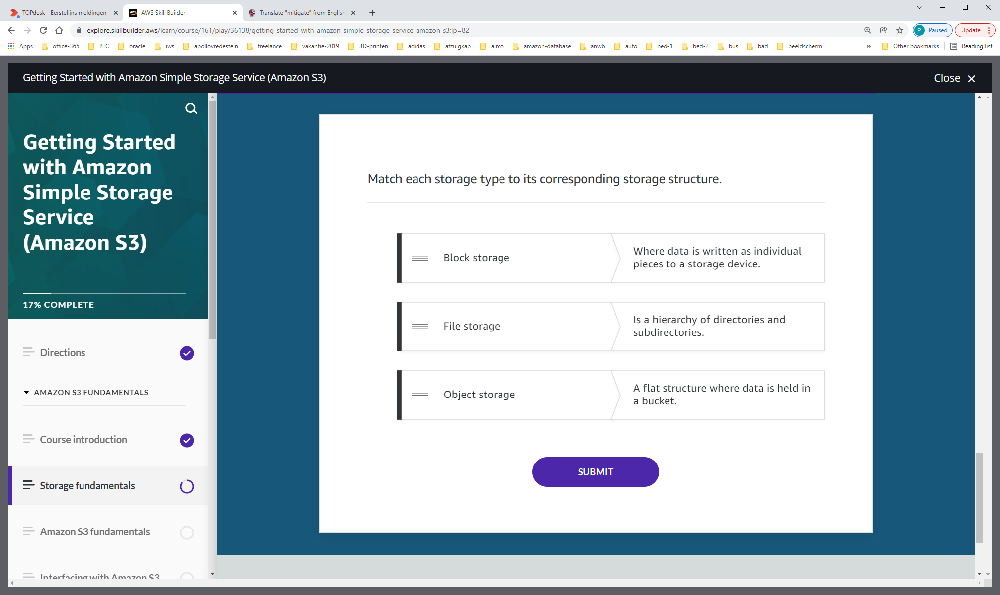 TOPdesk - Eerstelijns meldingen
aws
AWS Skill Builder
Translate "mitigate" from English
explore.skillbuilder.aws/learn/course/161/play/36138/getting-started-with-amazon-simple-storage-service-amazon-s3;lp=82
P Paused
Update
Apps
office-365
BTC
oracle
rws
apollovredestein
freelance
vakantie-2019
3D-printen
adidas
afzuigkap
airco
amazon-database
anwb
auto
bed-1
bed-2
bus
bad
beeldscherm
»
Other bookmarks
Reading list
Getting Started with Amazon Simple Storage Service (Amazon S3)
Close
Getting Started
with Amazon
Simple Storage
Service
(Amazon S3)
17% COMPLETE
Directions
AMAZON S3 FUNDAMENTALS
Course introduction
Storage fundamentals
Amazon S3 fundamentals
Interfacing with Amazon S3
Match each storage type to its corresponding storage structure.
Block storage
Where data is written as individual
pieces to a storage device.
File storage
Is a hierarchy of directories and
subdirectories.
Object storage
A flat structure where data is held in
a bucket.
SUBMIT